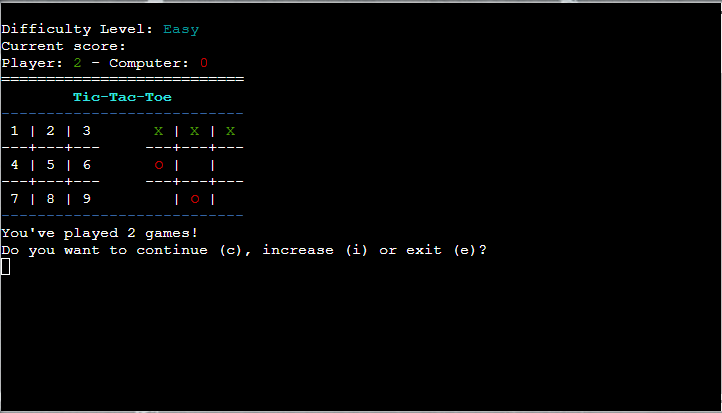 Difficulty Level: Easy
Current score:
Player: 2 - Computer: 0
===========================
Tic-Tac-Toe
---------------------------
 1 | 2 | 3      X | X | X
---+---+---     ---+---+---
 4 | 5 | 6      O |   |
---+---+---     ---+---+---
 7 | 8 | 9        | O |
---------------------------
You've played 2 games!
Do you want to continue (c), increase (i) or exit (e)?